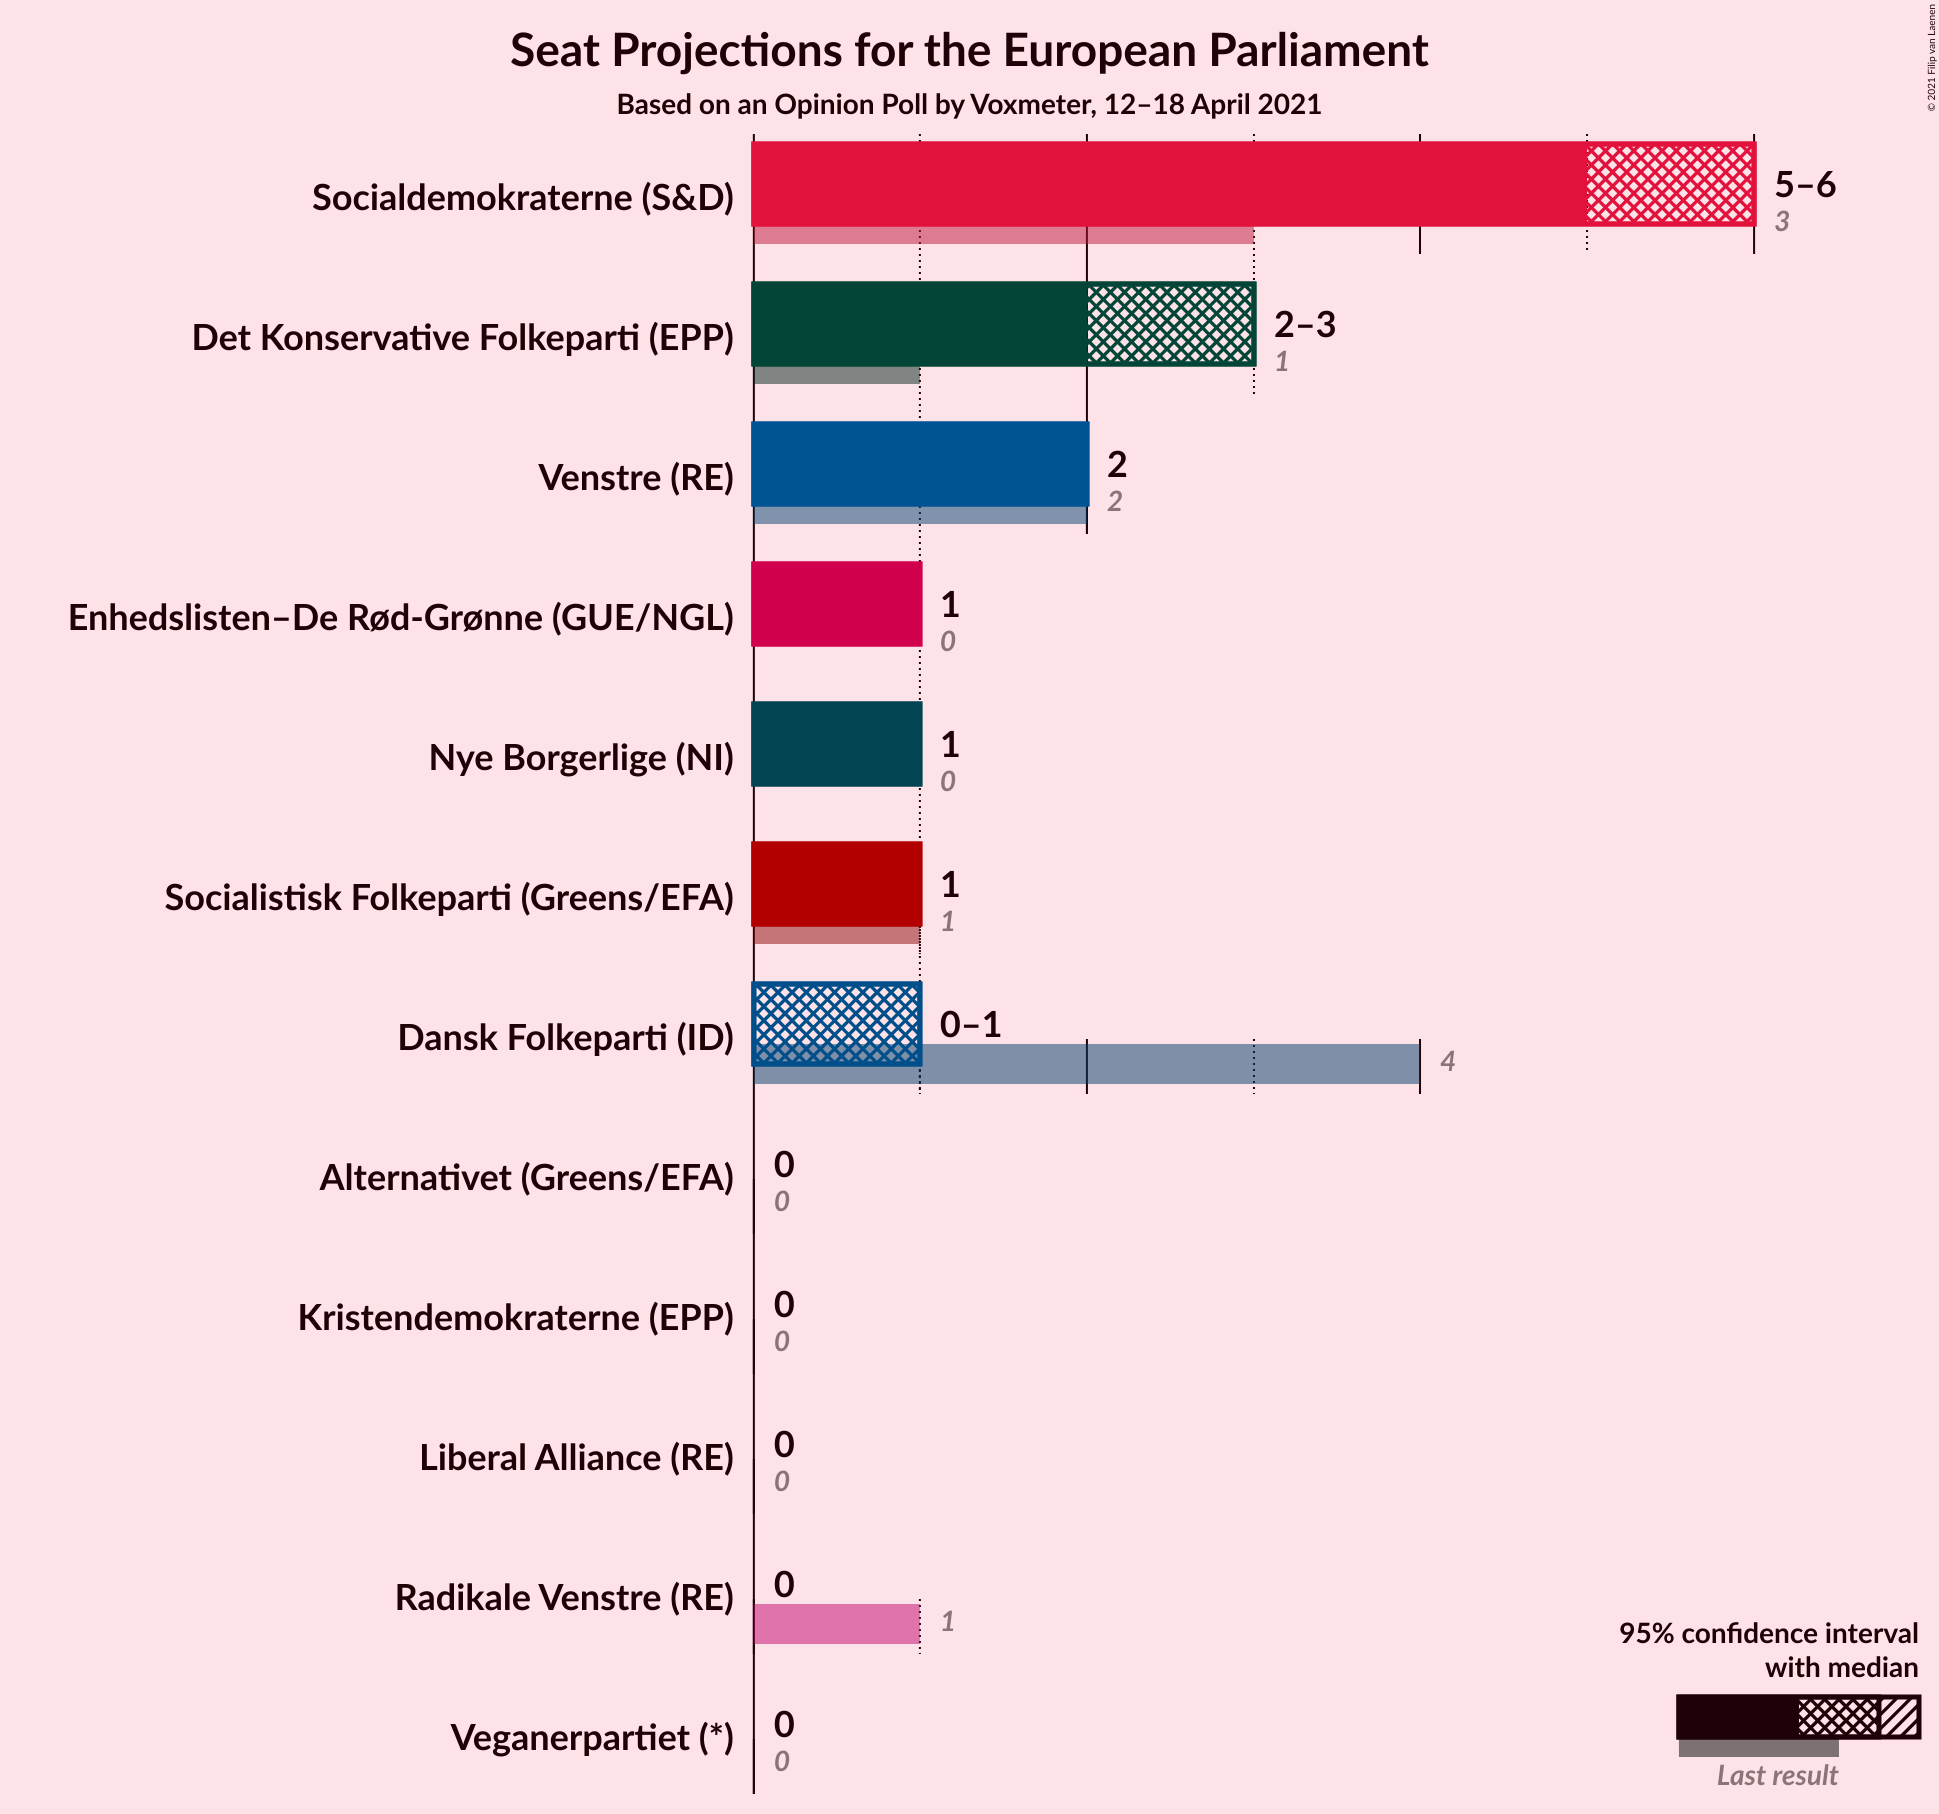 Seat Projections for the European Parliament
Based on an Opinion Poll by Voxmeter, 12–18 April 2021
© 2021 Filip van Laenen
Socialdemokraterne (S&D)
5–6
3
Det Konservative Folkeparti (EPP)
2–3
1
Venstre (RE)
2
2
Enhedslisten–De Rød-Grønne (GUE/NGL)
1
0
Nye Borgerlige (NI)
1
0
Socialistisk Folkeparti (Greens/EFA)
1
1
Dansk Folkeparti (ID)
0–1
4
Alternativet (Greens/EFA)
0
0
Kristendemokraterne (EPP)
0
0
Liberal Alliance (RE)
0
0
Radikale Venstre (RE)
0
1
Veganerpartiet (*)
0
0
95% confidence interval
with median
Last result